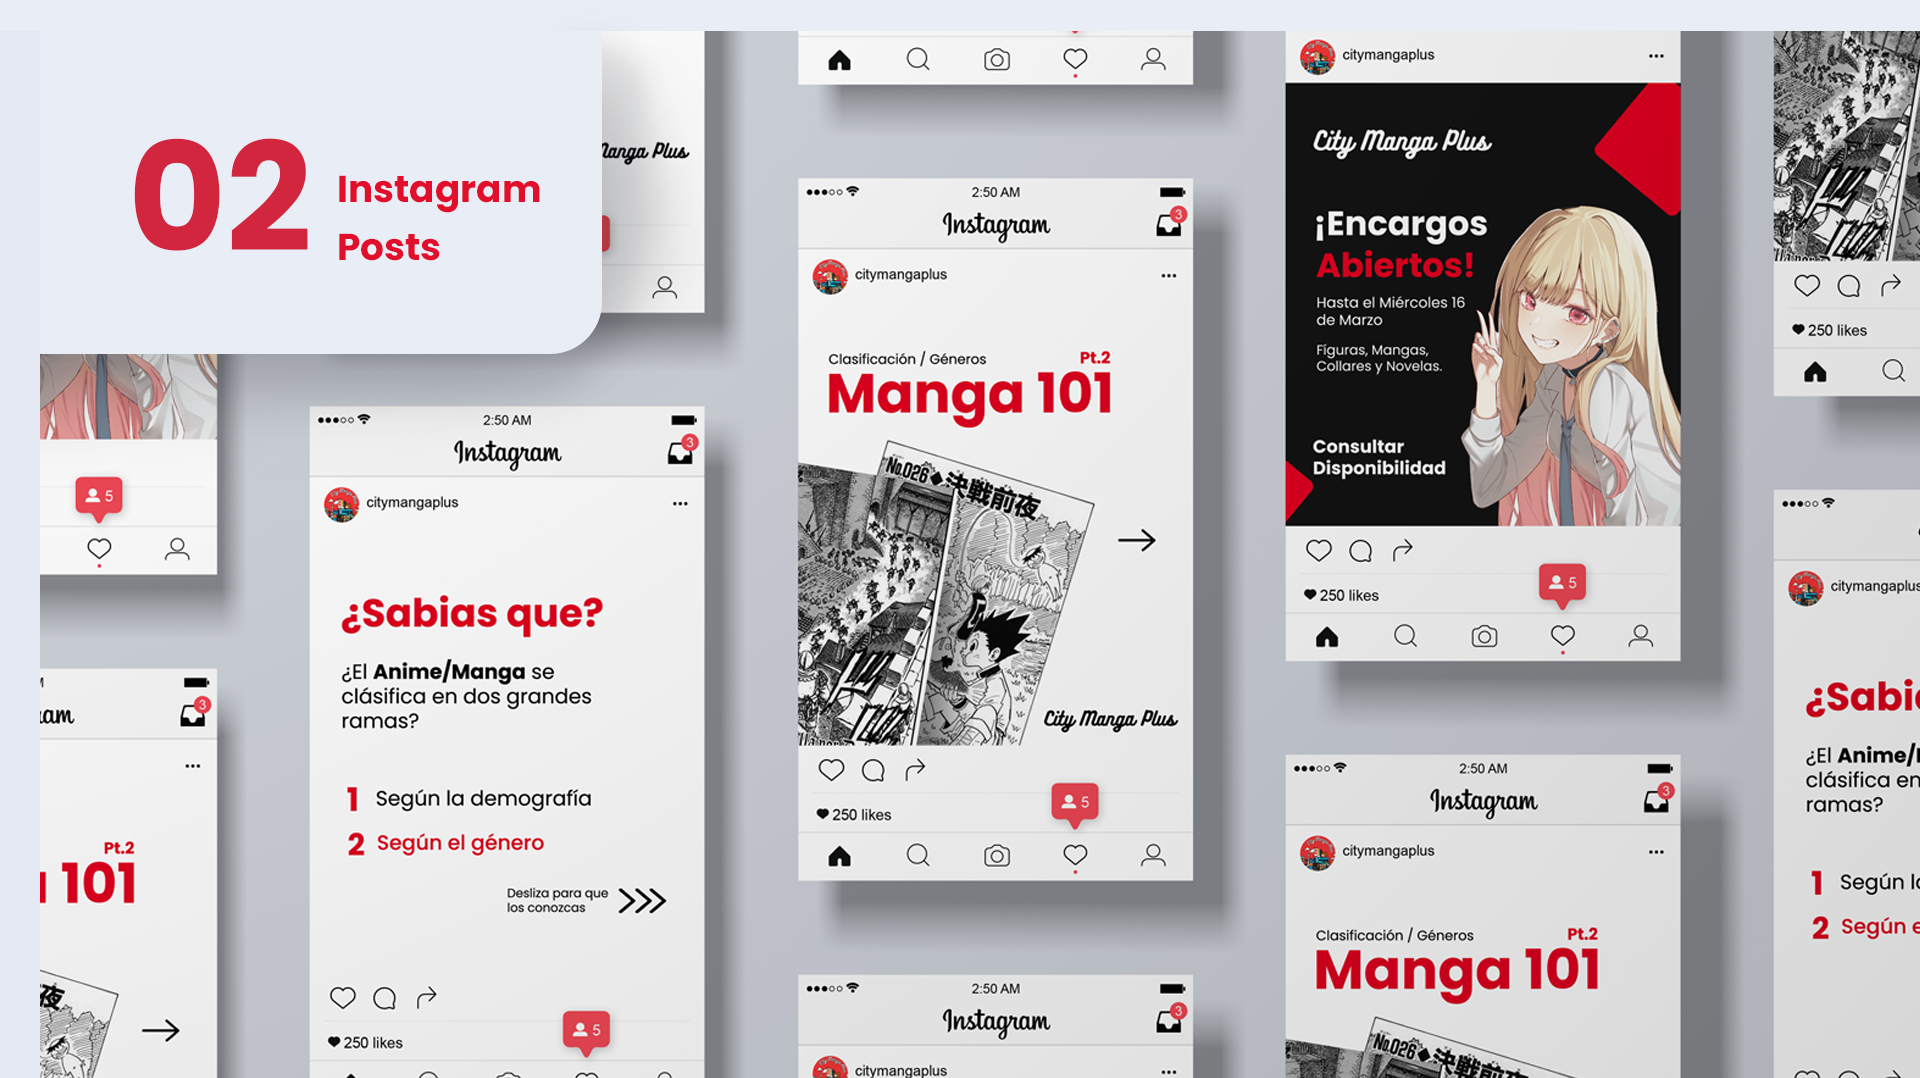 02
Instagram
Posts
Manga Plus
5
3
am
Pt.2
101
2:50 AM
Instagram
3
citymangaplus
¿Sabias que?
¿El Anime/Manga se
clásifica en dos grandes
ramas?
1 Según la demografía
2 Según el género
Desliza para que
los conozcas
250 likes
5
2:50 AM
Instagram
3
citymangaplus
Clasificación / Géneros
Pt.2
Manga 101
No.026◆決戦前夜
City Manga Plus
250 likes
5
2:50 AM
Instagram
3
citymangaplus
citymangaplus
City Manga Plus
¡Encargos
Abiertos!
Hasta el Miércoles 16
de Marzo
Fíguras, Mangas,
Collares y Novelas.
Consultar
Disponibilidad
250 likes
5
2:50 AM
Instagram
3
citymangaplus
Clasificación / Géneros
Pt.2
Manga 101
No.026◆決戦前夜
250 likes
citymangaplus
¿Sabi
¿El Anime/
clásifica en
ramas?
1 Según l
2 Según e